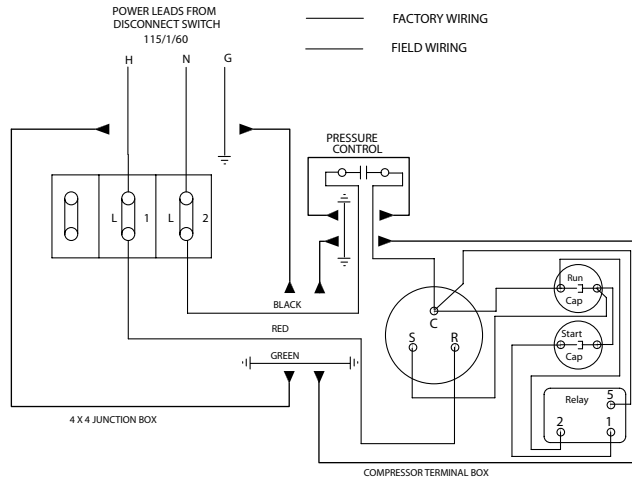 POWER LEADS FROM
DISCONNECT SWITCH
115/1/60
FACTORY WIRING
FIELD WIRING
H
N
G
PRESSURE
CONTROL
L
1
L
2
BLACK
RED
GREEN
C
S
R
Run
Cap
Start
Cap
Relay
5
2
1
4 X 4 JUNCTION BOX
COMPRESSOR TERMINAL BOX